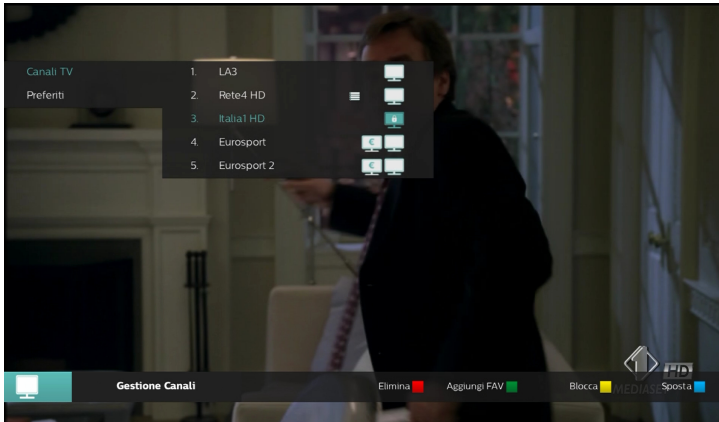 Canali TV
1. LA3
Preferiti
2. Rete4 HD
3. Italia1 HD
4. Eurosport
€
5. Eurosport 2
€
HD
Gestione Canali
Elimina
Aggiungi FAV
Blocca
MEDIASE
Sposta